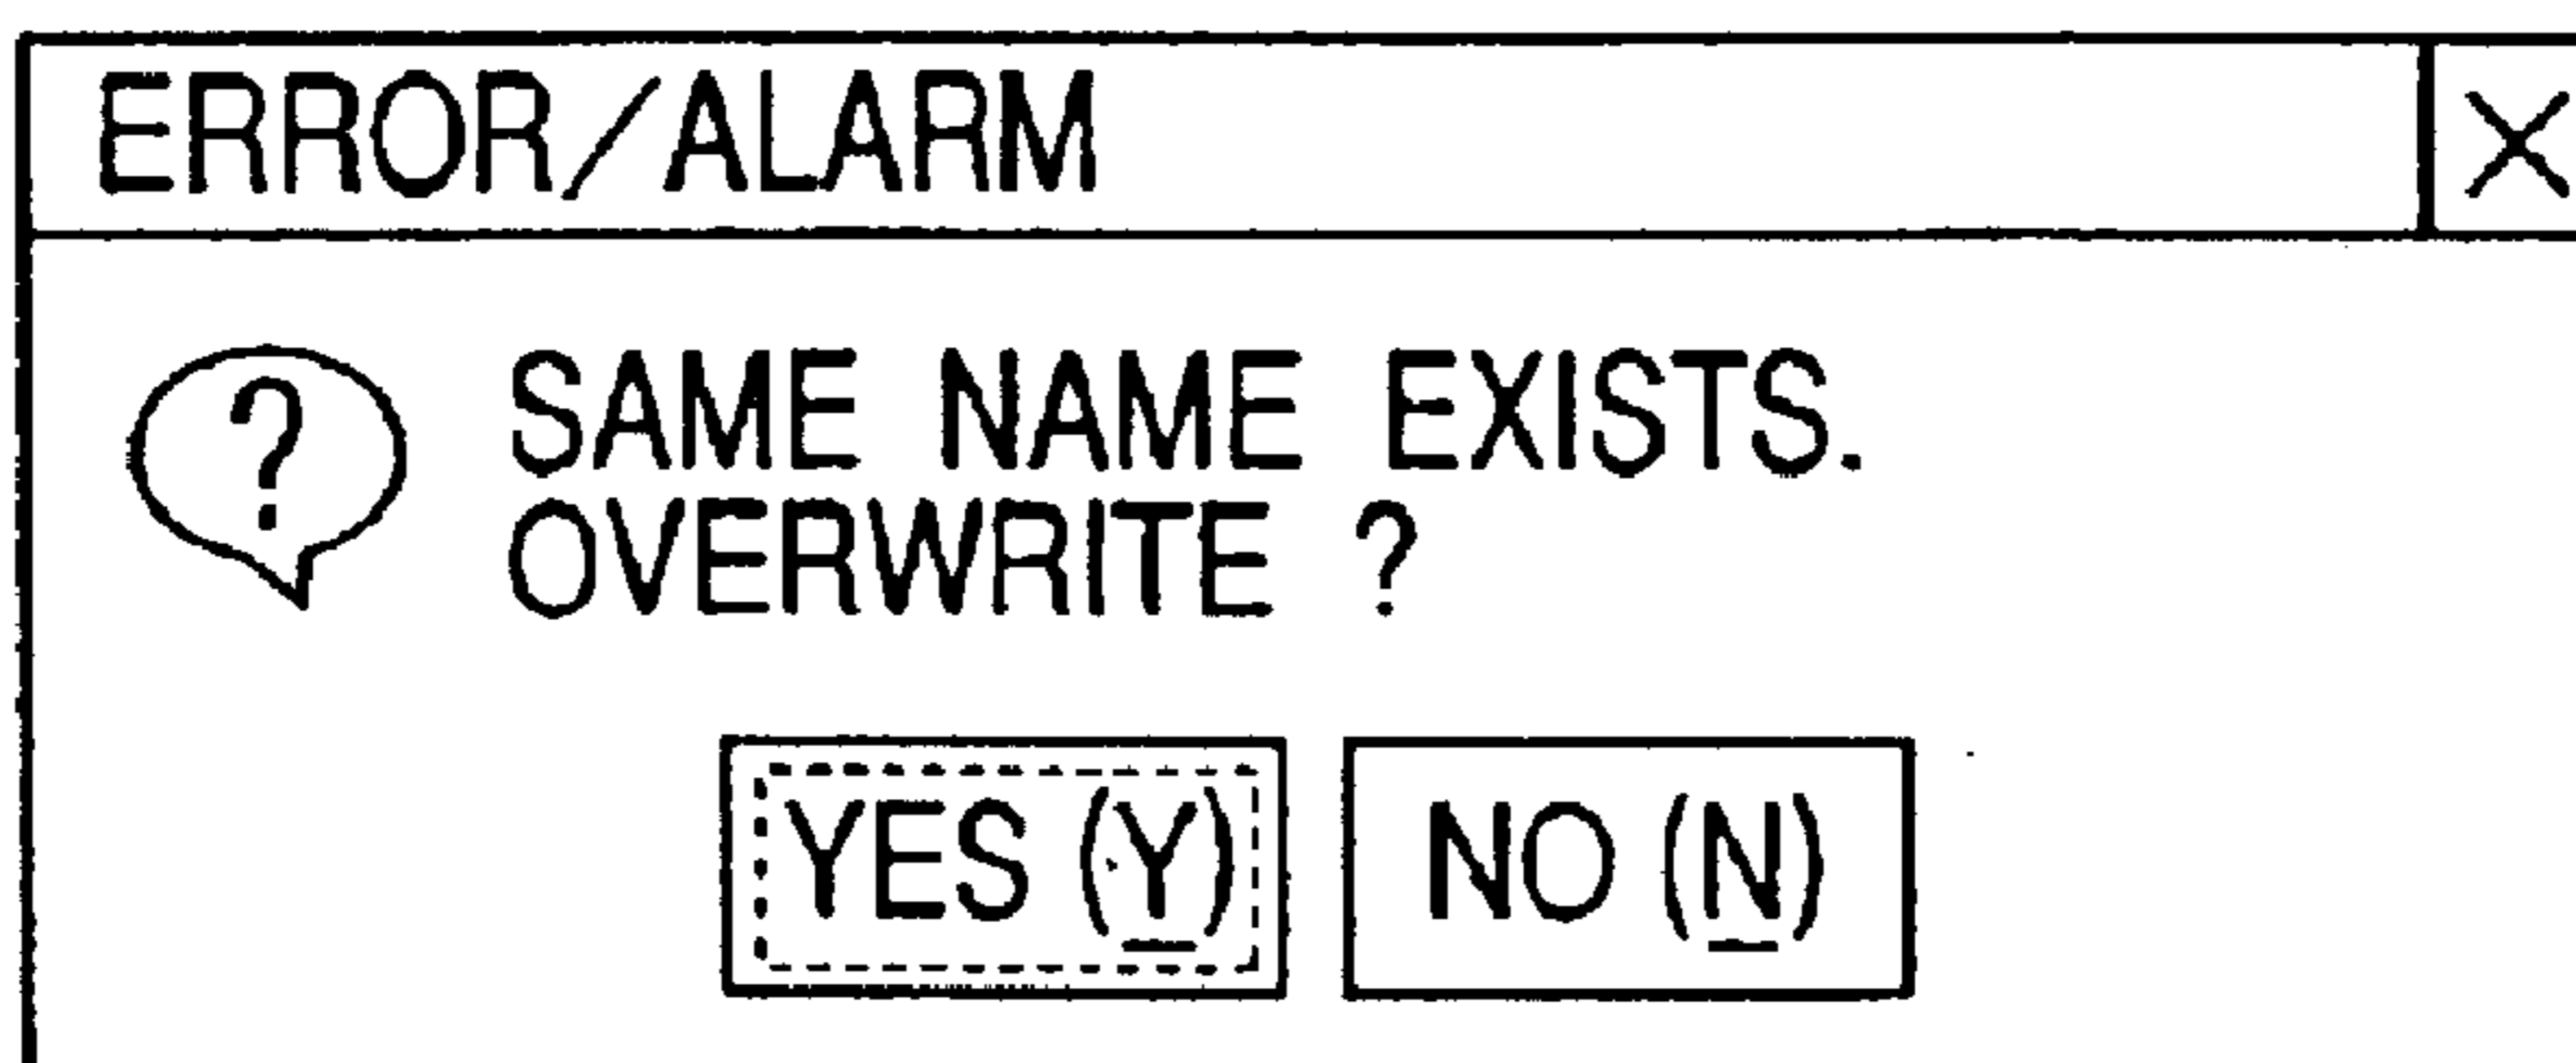 ERROR/ALARM ×
? SAME NAME EXISTS.
OVERWRITE ?
YES (Y) NO (N)